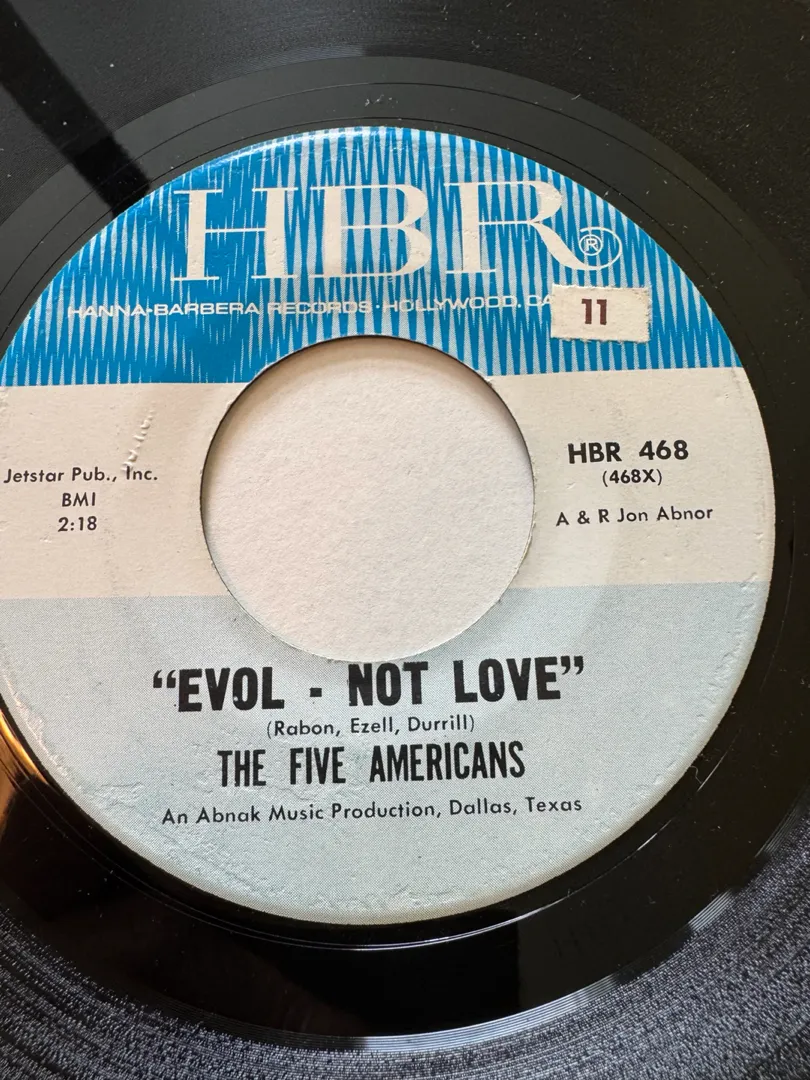 HBR®
HANNA-BARBERA RECORDS · HOLLYWOOD, CA
11
Jetstar Pub., Inc.
BMI
2:18
HBR 468
(468X)
A & R Jon Abnor
“EVOL - NOT LOVE”
(Rabon, Ezell, Durrill)
THE FIVE AMERICANS
An Abnak Music Production, Dallas, Texas